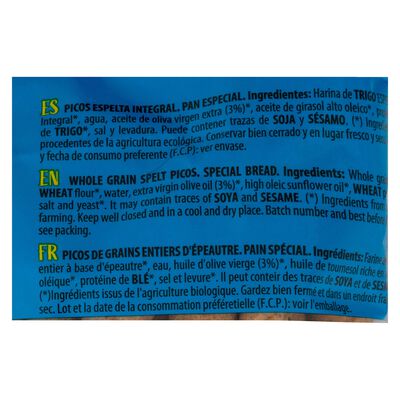 ES PICOS ESPELTA INTEGRAL. PAN ESPECIAL. Ingredientes: Harina de TRIGO
integral*, agua, aceite de oliva virgen extra (3%)*, aceite de girasol alto oleico*,
de TRIGO*, sal y levadura. Puede contener trazas de SOJA y SÉSAMO. (*) Ingredientes
procedentes de la agricultura ecológica. Conservar bien cerrado y en lugar fresco y
y fecha de consumo preferente (F.C.P): ver envase.
EN WHOLE GRAIN SPELT PICOS. SPECIAL BREAD. Ingredients: Whole
WHEAT flour*, water, extra virgin olive oil (3%)*, high oleic sunflower oil*, WHEAT
salt and yeast*. It may contain traces of SOYA and SESAME. (*) Ingredients from
farming. Keep well closed and in a cool and dry place. Batch number and best before
see packing.
FR PICOS DE GRAINS ENTIERS D'ÉPEAUTRE. PAIN SPÉCIAL. Ingrédients: Farine
entier à base d'épeautre*, eau, huile d'olive vierge (3%)*, huile de tournesol riche en
oléique*, protéine de BLÉ*, sel et levure*. Il peut conteir des traces de SOYA et de
(*)Ingrédients issus de l'agriculture biologique. Gardez bien fermé et dans un endroit
sec. Lot et la date de la consommation préféretielle (F.C.P.): voir l'emballage.